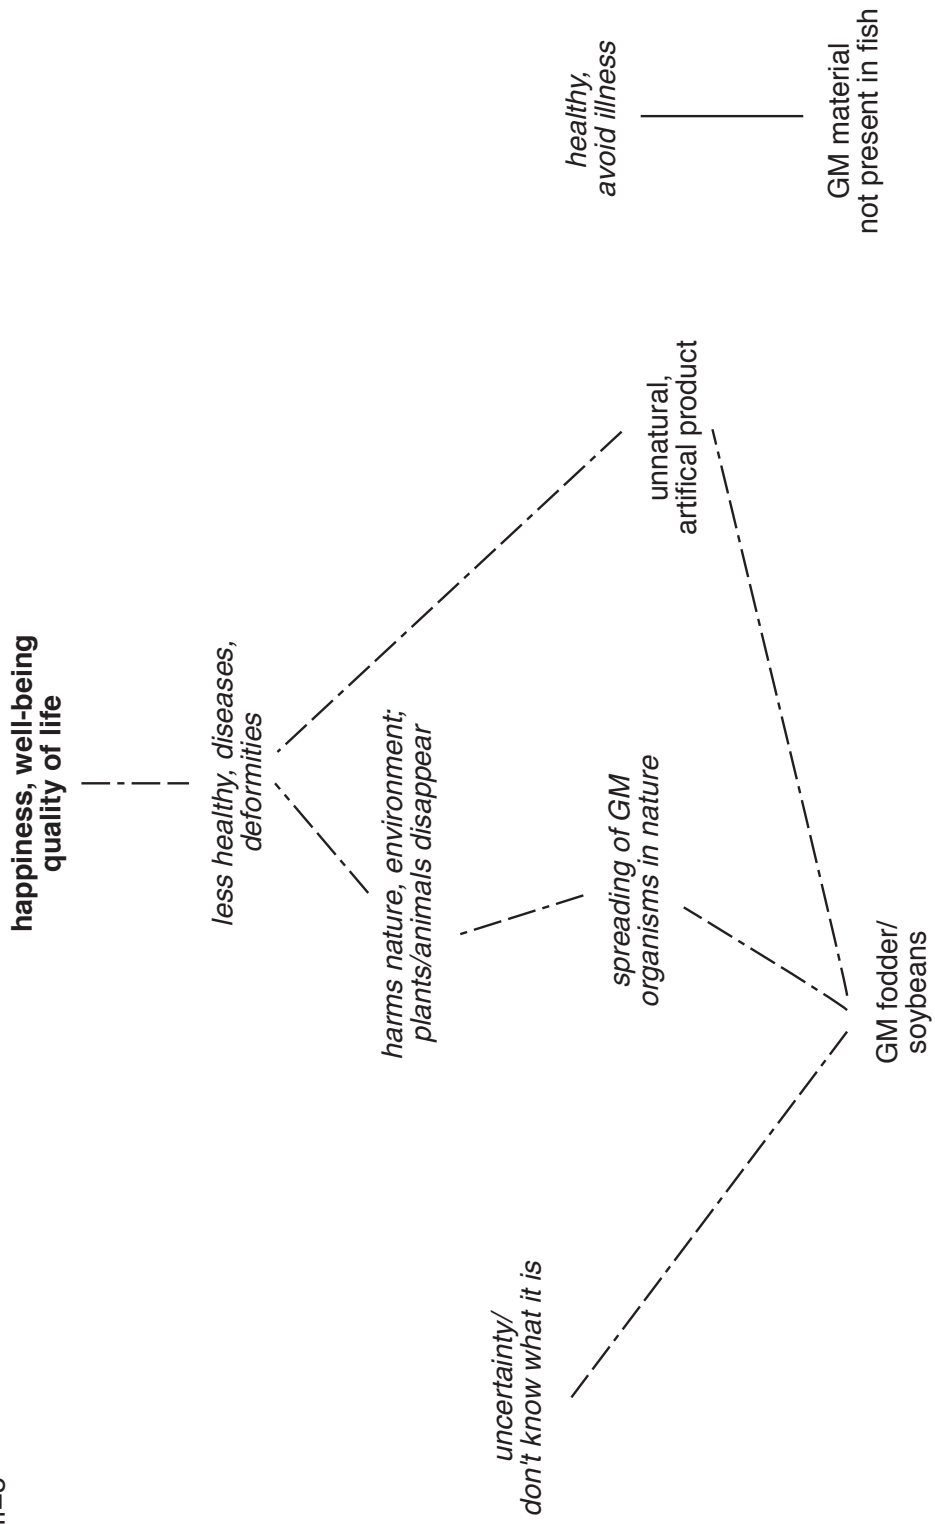 happiness, well-being
quality of life
less healthy, diseases,
deformities
harms nature, environment;
plants/animals disappear
uncertainty/
don't know what it is
spreading of GM
organisms in nature
healthy,
avoid illness
unnatural,
artifical product
GM fodder/
soybeans
GM material
not present in fish